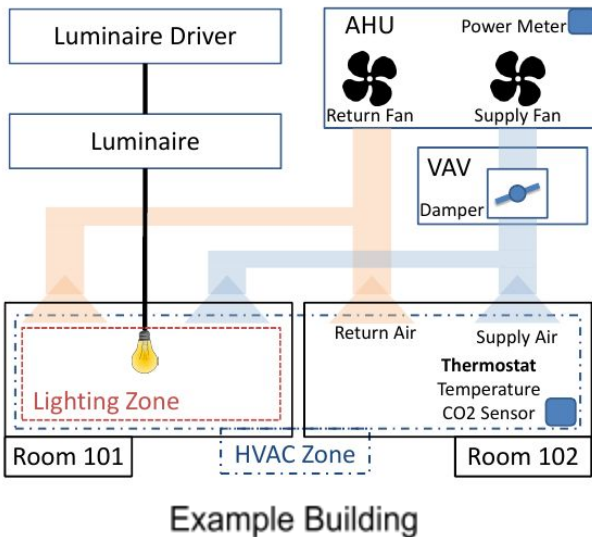 Luminaire Driver
Luminaire
AHU
Power Meter
Return Fan
Supply Fan
VAV
Damper
Return Air
Supply Air
Thermostat
Temperature
CO2 Sensor
Lighting Zone
Room 101
HVAC Zone
Room 102
Example Building